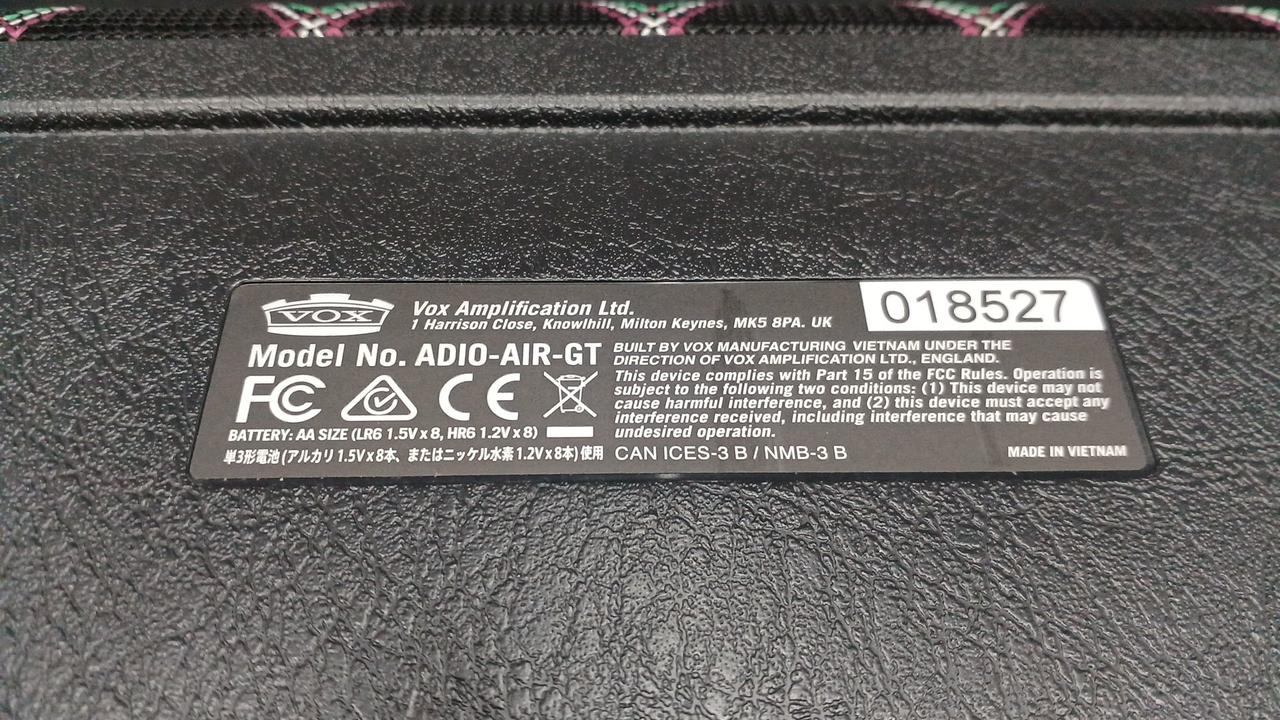 VOX
Vox Amplification Ltd.
1 Harrison Close, Knowlhill, Milton Keynes, MK5 8PA. UK
018527
Model No. ADIO-AIR-GT
FC CE
BATTERY: AA SIZE (LR6 1.5V x 8, HR6 1.2V x 8)
単3形電池 (アルカリ 1.5V x 8本、またはニッケル水素 1.2V x 8本) 使用
BUILT BY VOX MANUFACTURING VIETNAM UNDER THE
DIRECTION OF VOX AMPLIFICATION LTD., ENGLAND.
This device complies with Part 15 of the FCC Rules. Operation is
subject to the following two conditions: (1) This device may not
cause harmful interference, and (2) this device must accept any
interference received, including interference that may cause
undesired operation.
CAN ICES-3 B / NMB-3 B
MADE IN VIETNAM